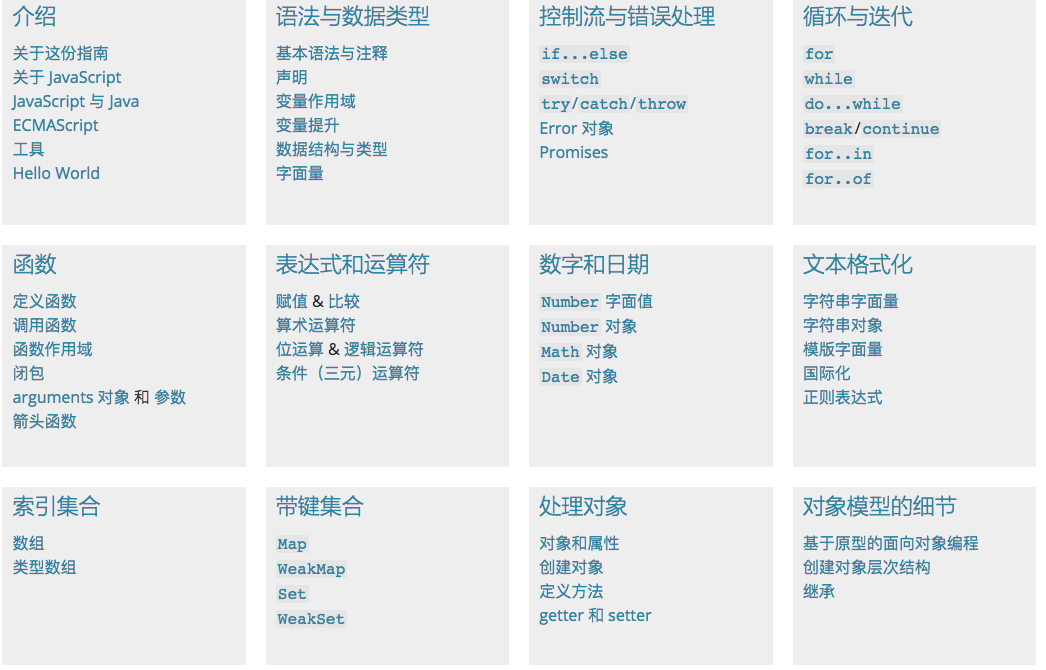 介绍
关于这份指南
关于 JavaScript
JavaScript 与 Java
ECMAScript
工具
Hello World
语法与数据类型
基本语法与注释
声明
变量作用域
变量提升
数据结构与类型
字面量
控制流与错误处理
if...else
switch
try/catch/throw
Error 对象
Promises
循环与迭代
for
while
do...while
break/continue
for..in
for..of
函数
定义函数
调用函数
函数作用域
闭包
arguments 对象 和 参数
箭头函数
表达式和运算符
赋值 & 比较
算术运算符
位运算 & 逻辑运算符
条件（三元）运算符
数字和日期
Number 字面值
Number 对象
Math 对象
Date 对象
文本格式化
字符串字面量
字符串对象
模版字面量
国际化
正则表达式
索引集合
数组
类型数组
带键集合
Map
WeakMap
Set
WeakSet
处理对象
对象和属性
创建对象
定义方法
getter 和 setter
对象模型的细节
基于原型的面向对象编程
创建对象层次结构
继承